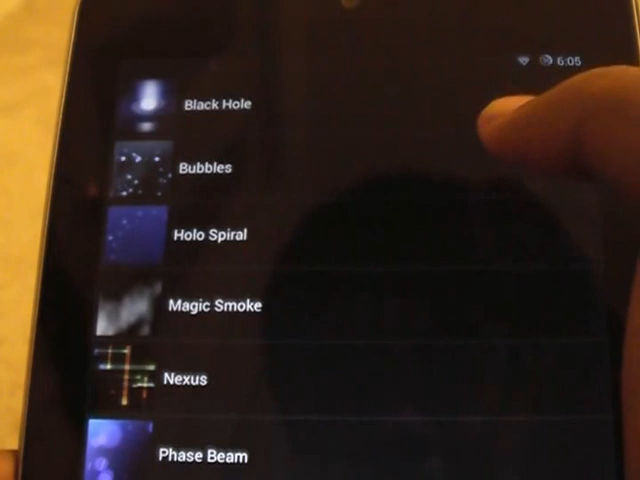 6:05
Black Hole
Bubbles
Holo Spiral
Magic Smoke
Nexus
Phase Beam